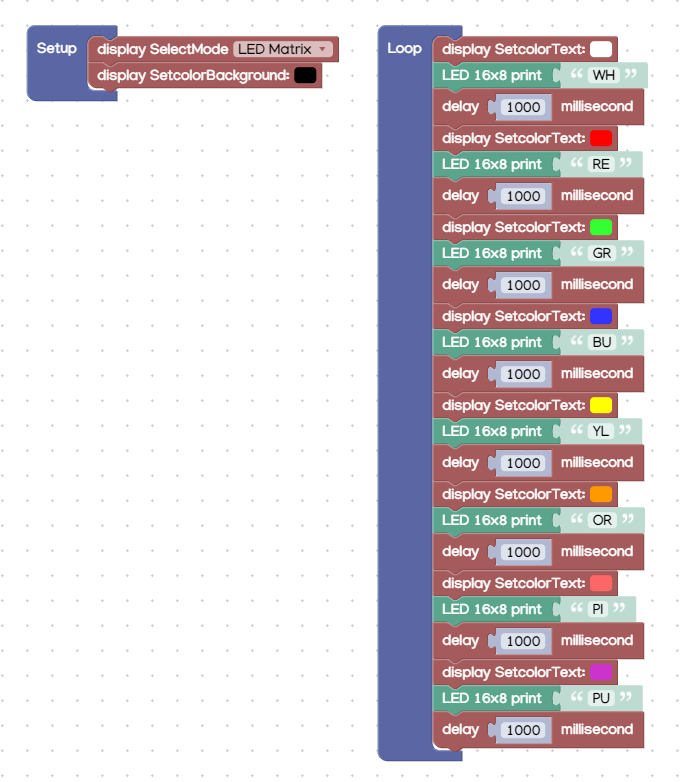 Setup
display SelectMode LED Matrix
display SetcolorBackground:
Loop
display SetcolorText:
LED 16x8 print “ WH ”
delay 1000 millisecond
display SetcolorText:
LED 16x8 print “ RE ”
delay 1000 millisecond
display SetcolorText:
LED 16x8 print “ GR ”
delay 1000 millisecond
display SetcolorText:
LED 16x8 print “ BU ”
delay 1000 millisecond
display SetcolorText:
LED 16x8 print “ YL ”
delay 1000 millisecond
display SetcolorText:
LED 16x8 print “ OR ”
delay 1000 millisecond
display SetcolorText:
LED 16x8 print “ PI ”
delay 1000 millisecond
display SetcolorText:
LED 16x8 print “ PU ”
delay 1000 millisecond